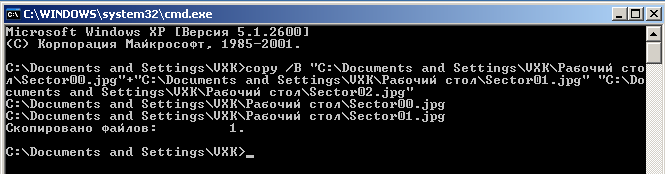 C:\WINDOWS\system32\cmd.exe
Microsoft Windows XP [Версия 5.1.2600]
(C) Корпорация Майкрософт, 1985-2001.
C:\Documents and Settings\VXK>copy /B "C:\Documents and Settings\VXK\Рабочий сто
л\Sector00.jpg"+"C:\Documents and Settings\VXK\Рабочий стол\Sector01.jpg" "C:\Do
cuments and Settings\VXK\Рабочий стол\Sector02.jpg"
C:\Documents and Settings\VXK\Рабочий стол\Sector00.jpg
C:\Documents and Settings\VXK\Рабочий стол\Sector01.jpg
Скопировано файлов:         1.
C:\Documents and Settings\VXK>_